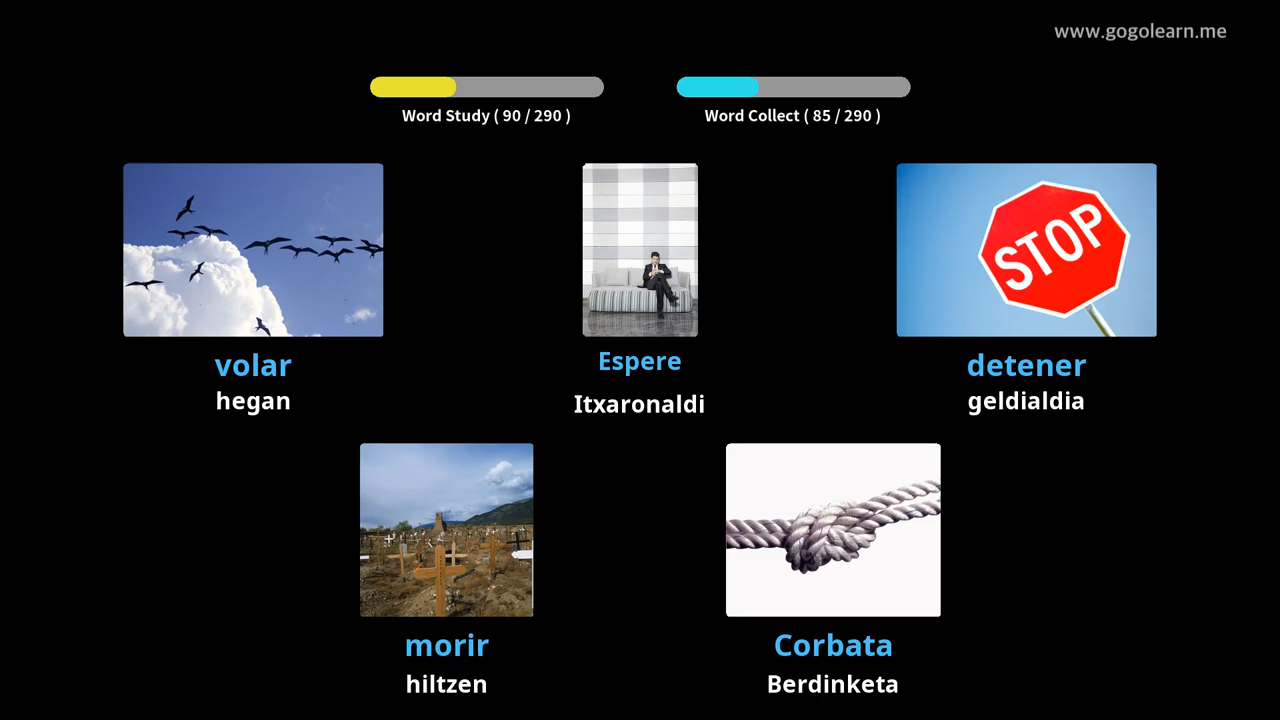 www.gogolearn.me
Word Study ( 90 / 290 )
Word Collect ( 85 / 290 )
STOP
volar
hegan
Espere
Itxaronaldi
detener
geldialdia
morir
hiltzen
Corbata
Berdinketa